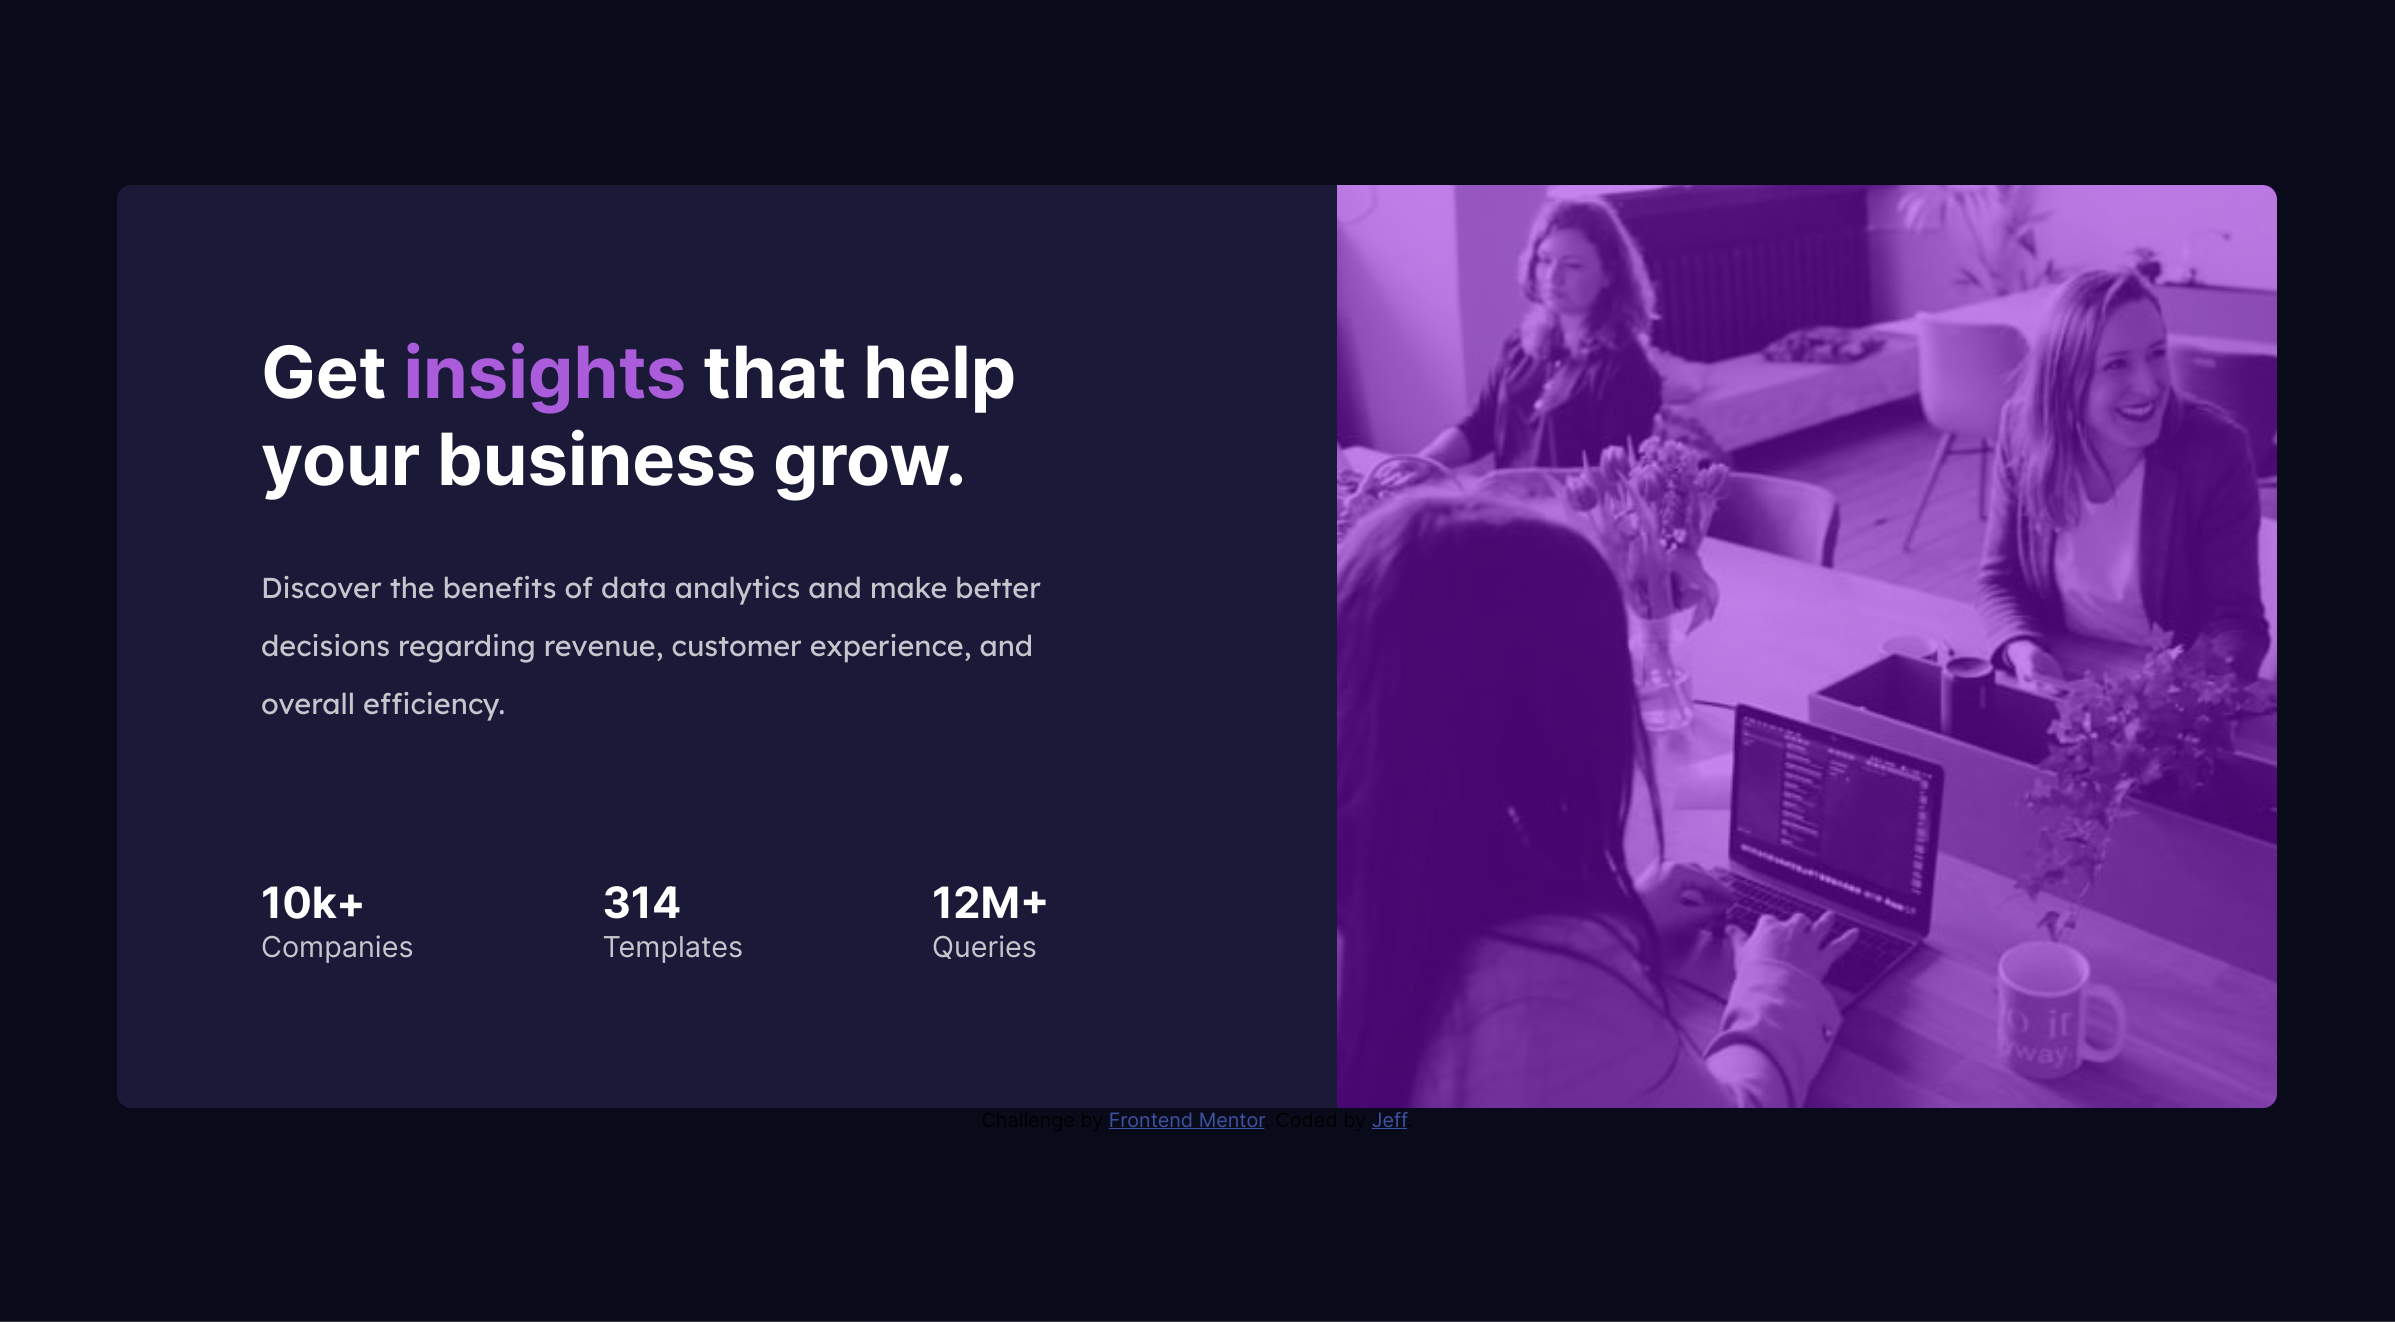 Get insights that help
your business grow.
Discover the benefits of data analytics and make better
decisions regarding revenue, customer experience, and
overall efficiency.
10k+
314
12M+
Companies
Templates
Queries
Challenge by Frontend Mentor. Coded by Jeff.